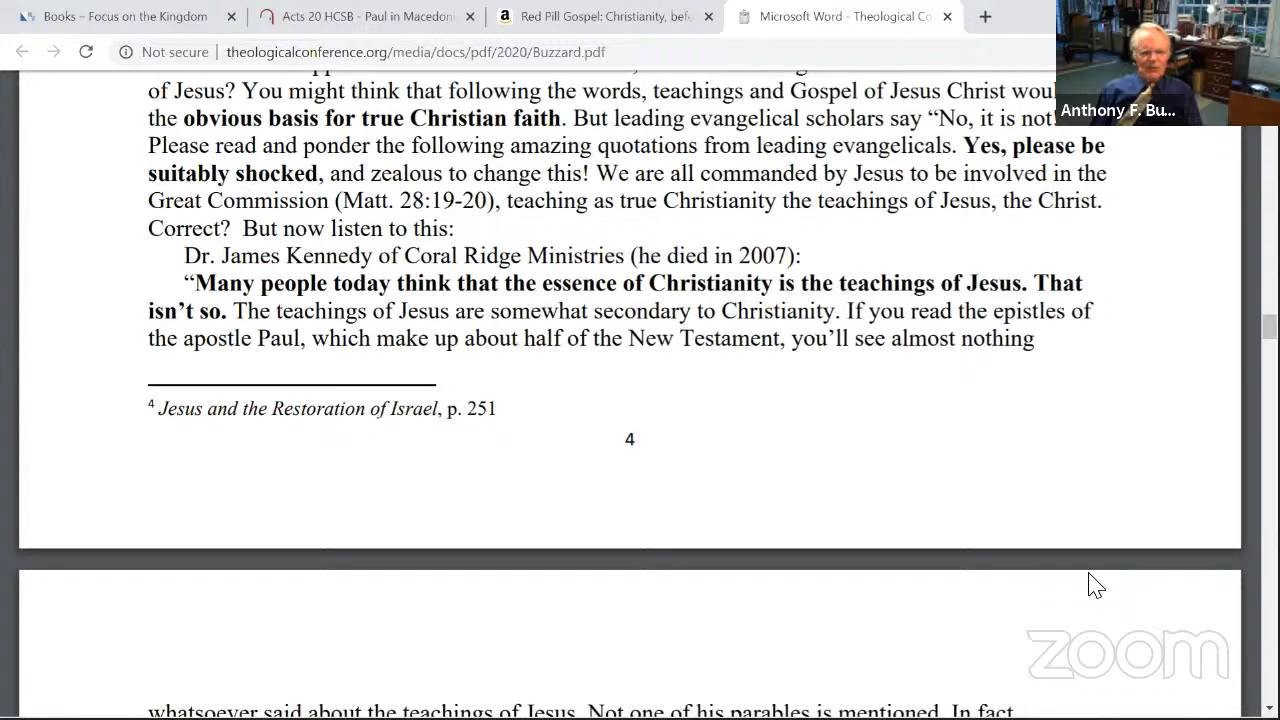 Books – Focus on the Kingdom
Acts 20 HCSB - Paul in Macedoni
Red Pill Gospel: Christianity, bef
Microsoft Word - Theological Co
Not secure | theologicalconference.org/media/docs/pdf/2020/Buzzard.pdf
Anthony F. Bu...
of Jesus? You might think that following the words, teachings and Gospel of Jesus Christ wou
the obvious basis for true Christian faith. But leading evangelical scholars say “No, it is not
Please read and ponder the following amazing quotations from leading evangelicals. Yes, please be
suitably shocked, and zealous to change this! We are all commanded by Jesus to be involved in the
Great Commission (Matt. 28:19-20), teaching as true Christianity the teachings of Jesus, the Christ.
Correct? But now listen to this:
Dr. James Kennedy of Coral Ridge Ministries (he died in 2007):
“Many people today think that the essence of Christianity is the teachings of Jesus. That
isn’t so. The teachings of Jesus are somewhat secondary to Christianity. If you read the epistles of
the apostle Paul, which make up about half of the New Testament, you’ll see almost nothing
4 Jesus and the Restoration of Israel, p. 251
4
zoom
whatsoever said about the teachings of Jesus. Not one of his parables is mentioned. In fact